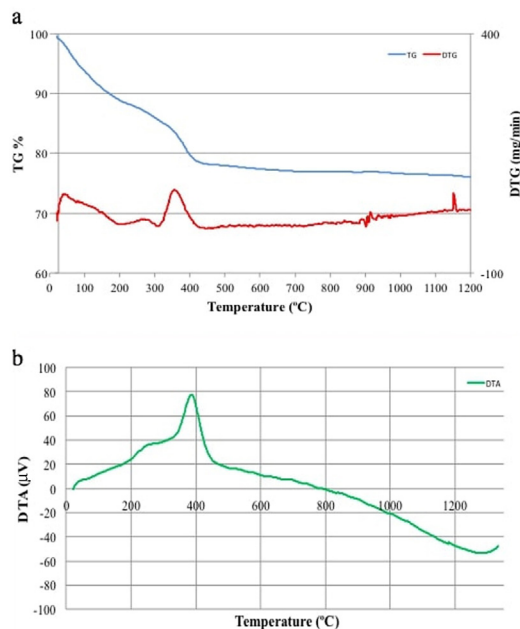 a
100
90
80
70
60
TG %
400
-100
DTG (mg/min)
TG
DTG
0 100 200 300 400 500 600 700 800 900 1000 1100 1200
Temperature (ºC)
b
100
80
60
40
20
0
-20
-40
-60
-80
-100
DTA (µV)
DTA
0 200 400 600 800 1000 1200
Temperature (ºC)